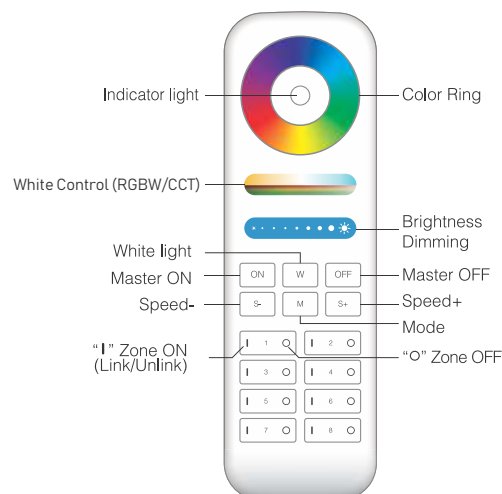 Indicator light
Color Ring
White Control (RGBW/CCT)
Brightness
Dimming
White light
Master ON
ON
W
OFF
Master OFF
Speed-
S-
M
S+
Speed+
Mode
"I" Zone ON
(Link/Unlink)
I 1 O
I 2 O
"O" Zone OFF
I 3 O
I 4 O
I 5 O
I 6 O
I 7 O
I 8 O